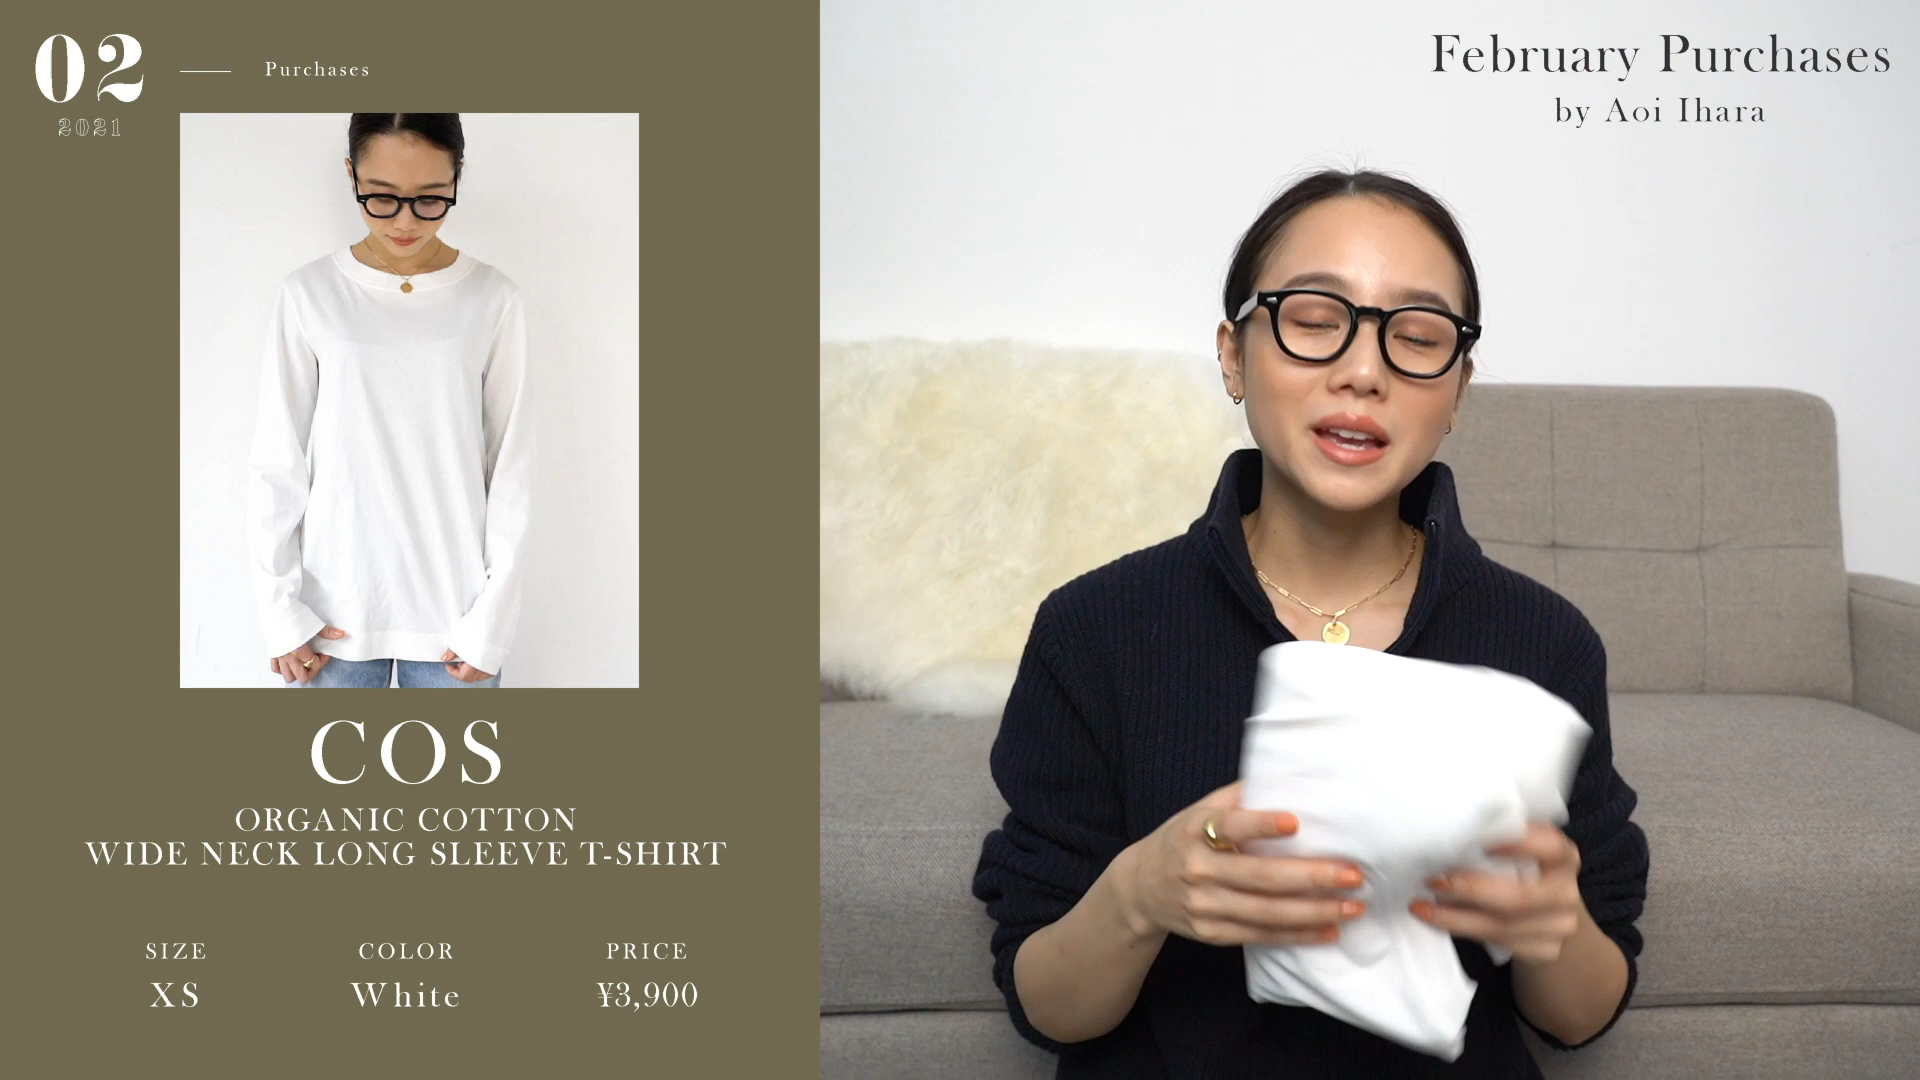 02
2021
Purchases
February Purchases
by Aoi Ihara
COS
ORGANIC COTTON
WIDE NECK LONG SLEEVE T-SHIRT
SIZE
COLOR
PRICE
XS
White
¥3,900